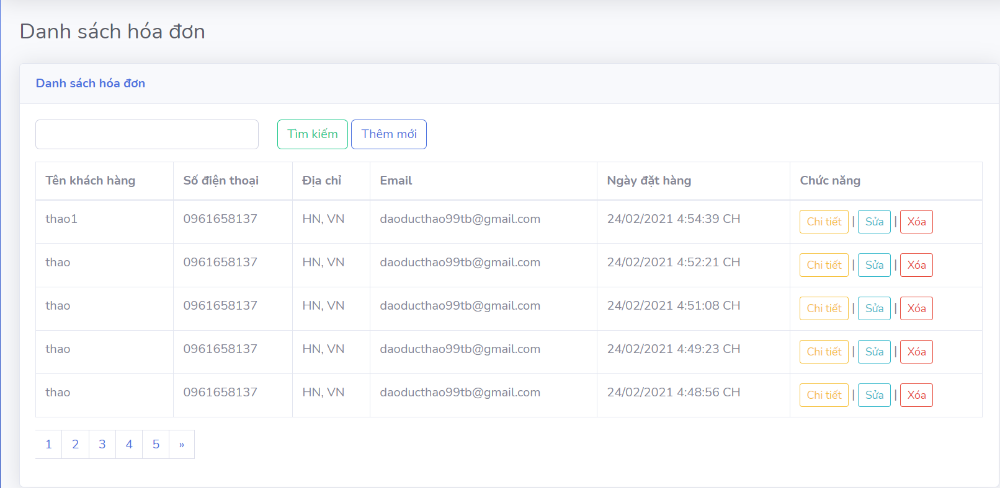 Danh sách hóa đơn
Danh sách hóa đơn
Tìm kiếm Thêm mới
Tên khách hàng Số điện thoại Địa chỉ Email Ngày đặt hàng Chức năng
thao1 0961658137 HN, VN daoducthao99tb@gmail.com 24/02/2021 4:54:39 CH Chi tiết | Sửa | Xóa
thao 0961658137 HN, VN daoducthao99tb@gmail.com 24/02/2021 4:52:21 CH Chi tiết | Sửa | Xóa
thao 0961658137 HN, VN daoducthao99tb@gmail.com 24/02/2021 4:51:08 CH Chi tiết | Sửa | Xóa
thao 0961658137 HN, VN daoducthao99tb@gmail.com 24/02/2021 4:49:23 CH Chi tiết | Sửa | Xóa
thao 0961658137 HN, VN daoducthao99tb@gmail.com 24/02/2021 4:48:56 CH Chi tiết | Sửa | Xóa
1 2 3 4 5 »